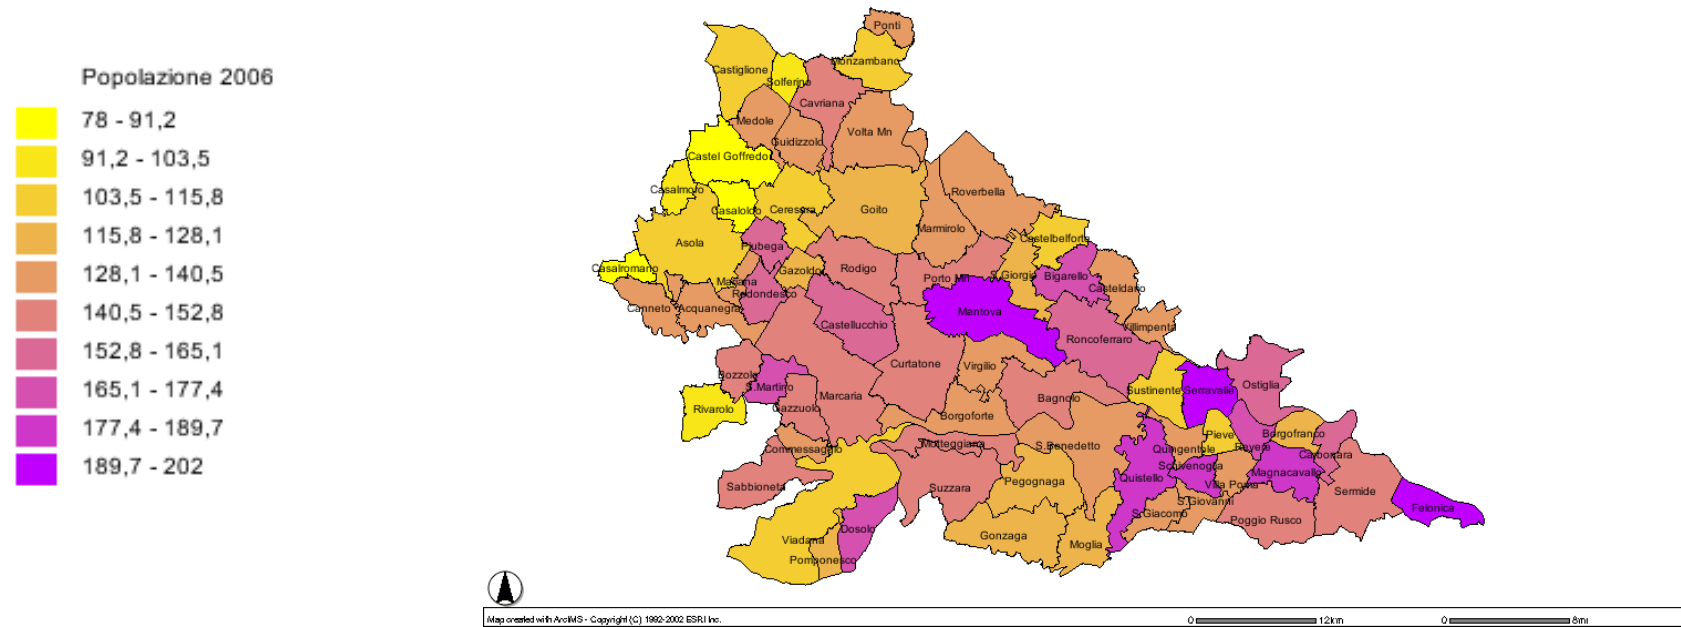 Popolazione 2006
78 - 91,2
91,2 - 103,5
103,5 - 115,8
115,8 - 128,1
128,1 - 140,5
140,5 - 152,8
152,8 - 165,1
165,1 - 177,4
177,4 - 189,7
189,7 - 202
Ponti
Monzambano
Castiglione
Solferino
Cavriana
Medole
Volta Mn
Guidizzolo
Castel Goffredo
Casalmoro
Roverbella
Casaloldo
Ceresara
Goito
Marmirolo
Asola
Piubega
Castelbelforte
Casalromano
Gazoldo
Rodigo
Porto Mn
S.Giorgio
Bigarello
Mariana
Redondesco
Casteldario
Canneto
Acquanegra
Mantova
Castellucchio
Villimpenta
Roncoferraro
Curtatone
Virgilio
Bozzolo
S.Martino
Marcaria
Bagnolo
Sustinente
Serravalle
Ostiglia
Rivarolo
Gazzuolo
Borgoforte
Commessaggio
Motteggiana
S.Benedetto
Quingentole
Pieve
Revere
Borgofranco
Carbonara
Schivenoglia
Magnacavallo
Sabbioneta
Suzzara
Pegognaga
Quistello
Villa Poma
Sermide
S.Giovanni
Felonica
S.Giacomo
Poggio Rusco
Dosolo
Viadana
Gonzaga
Moglia
Pomponesco
Map created with ArcIMS - Copyright (C) 1992-2002 ESRI Inc.
0 12km
0 8mi